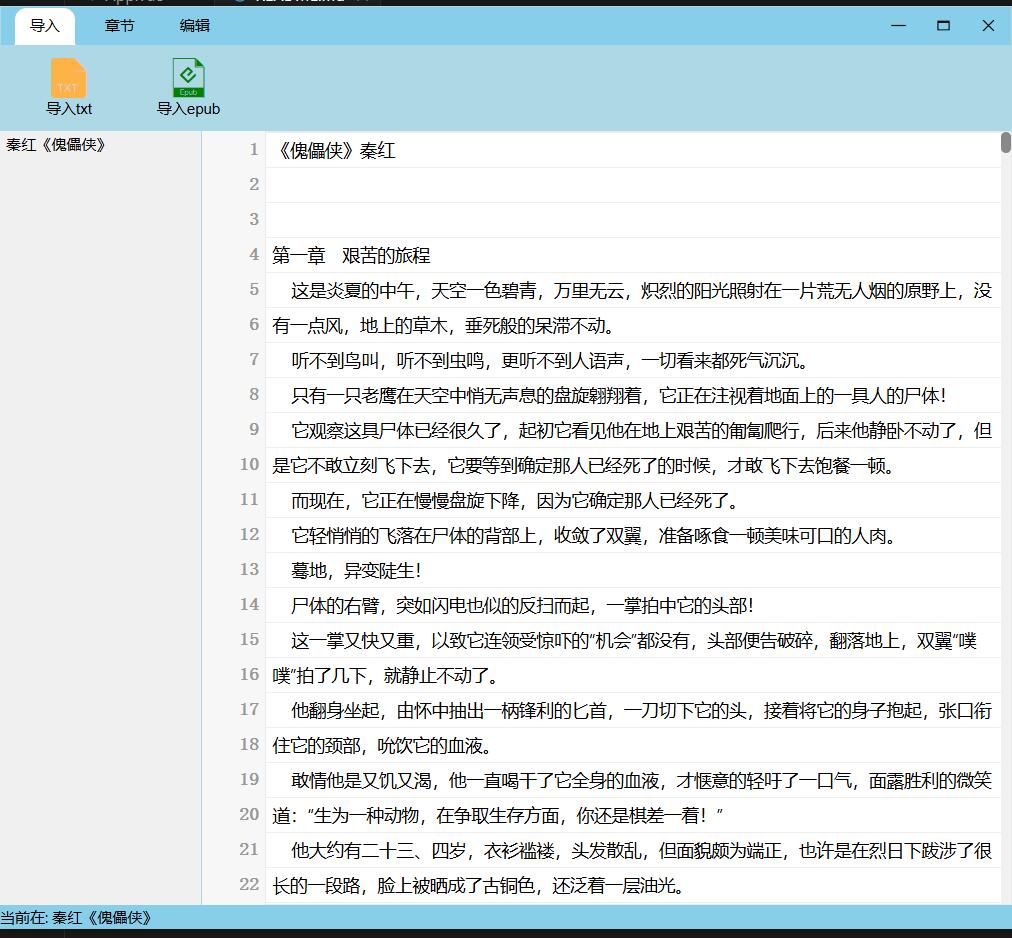 导入 章节 编辑
TXT Epub
导入txt 导入epub
秦红《傀儡侠》
1 《傀儡侠》秦红
2
3
4 第一章 艰苦的旅程
5 这是炎夏的中午，天空一色碧青，万里无云，炽烈的阳光照射在一片荒无人烟的原野上，没
6 有一点风，地上的草木，垂死般的呆滞不动。
7 听不到鸟叫，听不到虫鸣，更听不到人语声，一切看来都死气沉沉。
8 只有一只老鹰在天空中悄无声息的盘旋翱翔着，它正在注视着地面上的一具人的尸体！
9 它观察这具尸体已经很久了，起初它看见他在地上艰苦的匍匐爬行，后来他静卧不动了，但
10 是它不敢立刻飞下去，它要等到确定那人已经死了的时候，才敢飞下去饱餐一顿。
11 而现在，它正在慢慢盘旋下降，因为它确定那人已经死了。
12 它轻悄悄的飞落在尸体的背部上，收敛了双翼，准备啄食一顿美味可口的人肉。
13 蓦地，异变陡生！
14 尸体的右臂，突如闪电也似的反扫而起，一掌拍中它的头部！
15 这一掌又快又重，以致它连领受惊吓的“机会”都没有，头部便告破碎，翻落地上，双翼“噗
16 噗”拍了几下，就静止不动了。
17 他翻身坐起，由怀中抽出一柄锋利的匕首，一刀切下它的头，接着将它的身子抱起，张口衔
18 住它的颈部，吮饮它的血液。
19 敢情他是又饥又渴，他一直喝干了它全身的血液，才惬意的轻吁了一口气，面露胜利的微笑
20 道：“生为一种动物，在争取生存方面，你还是棋差一着！”
21 他大约有二十三、四岁，衣衫褴褛，头发散乱，但面貌颇为端正，也许是在烈日下跋涉了很
22 长的一段路，脸上被晒成了古铜色，还泛着一层油光。
当前在: 秦红《傀儡侠》